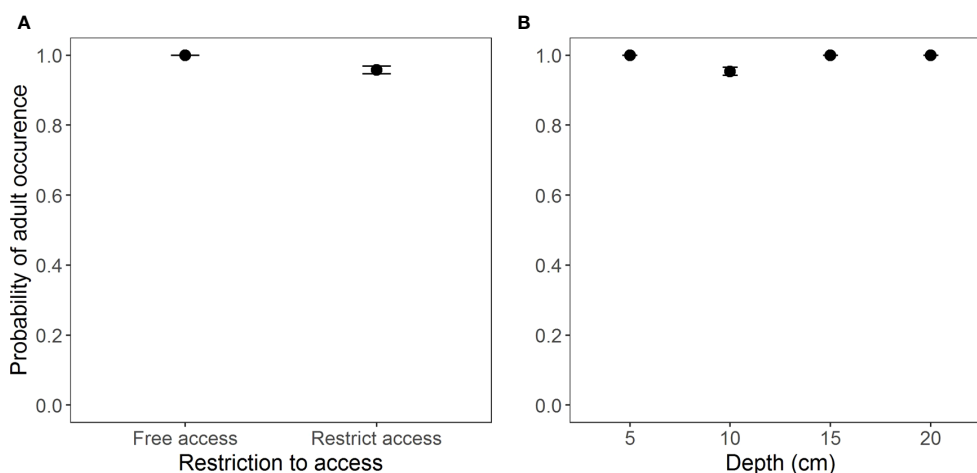 A
Probability of adult occurence
1.0
0.8
0.6
0.4
0.2
0.0
Free access Restrict access
Restriction to access
B
1.0
0.8
0.6
0.4
0.2
0.0
5 10 15 20
Depth (cm)